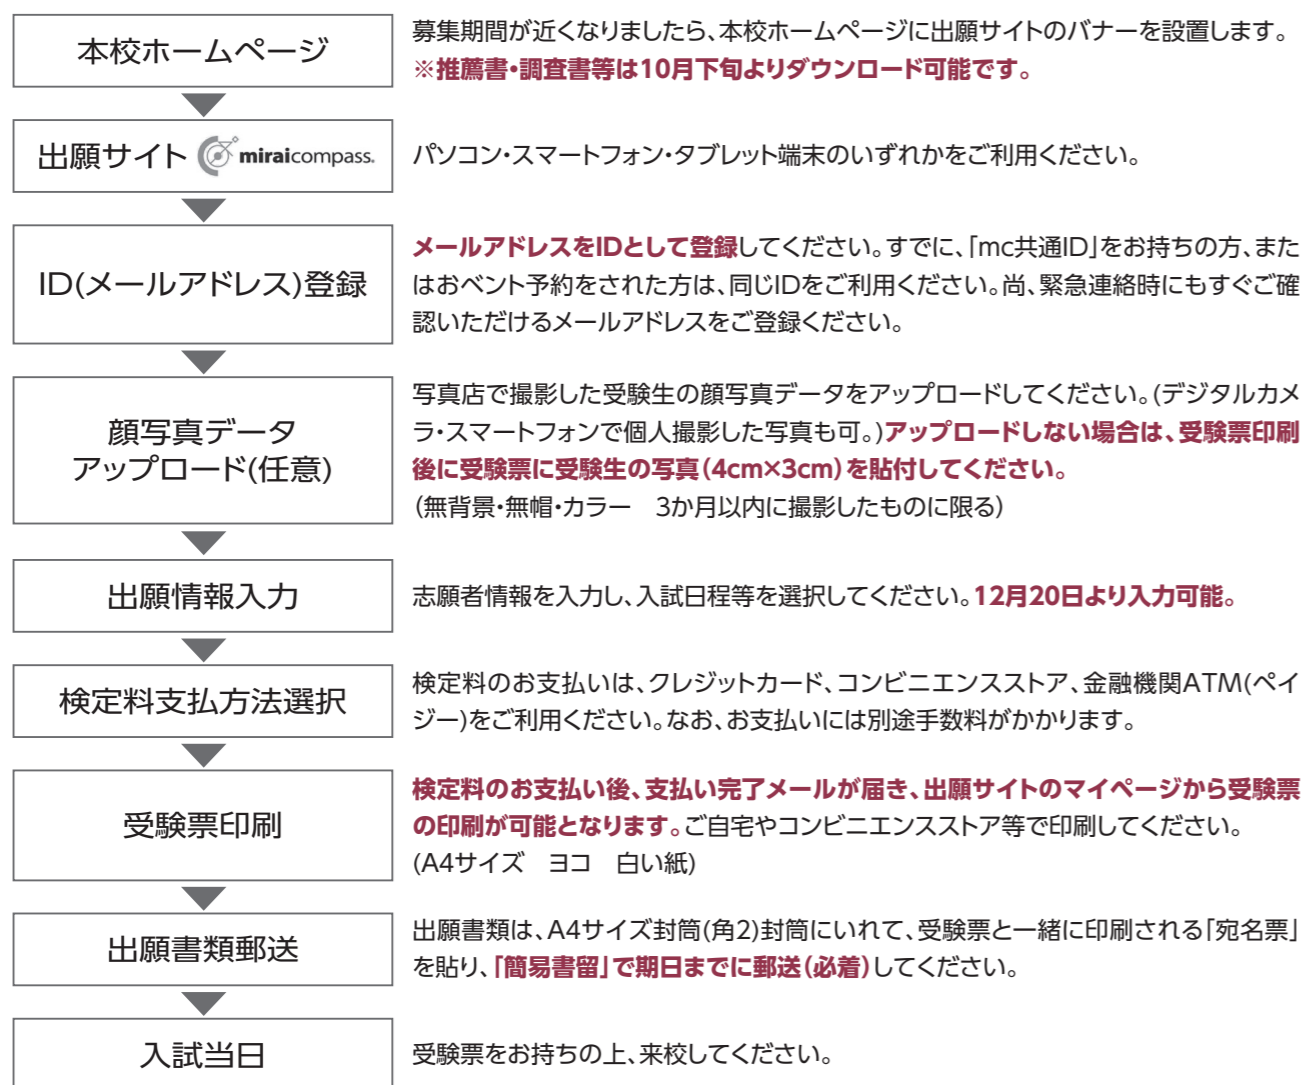 本校ホームページ
募集期間が近くなりましたら、本校ホームページに出願サイトのバナーを設置します。
※推薦書・調査書等は10月下旬よりダウンロード可能です。
出願サイト miraicompass.
パソコン・スマートフォン・タブレット端末のいずれかをご利用ください。
ID(メールアドレス)登録
メールアドレスをIDとして登録してください。すでに、「mc共通ID」をお持ちの方、また
はおベント予約をされた方は、同じIDをご利用ください。尚、緊急連絡時にもすぐご確
認いただけるメールアドレスをご登録ください。
顔写真データ
アップロード(任意)
写真店で撮影した受験生の顔写真データをアップロードしてください。(デジタルカメ
ラ・スマートフォンで個人撮影した写真も可。)アップロードしない場合は、受験票印刷
後に受験票に受験生の写真(4cm×3cm)を貼付してください。
(無背景・無帽・カラー　3か月以内に撮影したものに限る)
出願情報入力
志願者情報を入力し、入試日程等を選択してください。12月20日より入力可能。
検定料支払方法選択
検定料のお支払いは、クレジットカード、コンビニエンスストア、金融機関ATM(ペイ
ジー)をご利用ください。なお、お支払いには別途手数料がかかります。
受験票印刷
検定料のお支払い後、支払い完了メールが届き、出願サイトのマイページから受験票
の印刷が可能となります。ご自宅やコンビニエンスストア等で印刷してください。
(A4サイズ　ヨコ　白い紙)
出願書類郵送
出願書類は、A4サイズ封筒(角2)封筒にいれて、受験票と一緒に印刷される「宛名票」
を貼り、「簡易書留」で期日までに郵送(必着)してください。
入試当日
受験票をお持ちの上、来校してください。